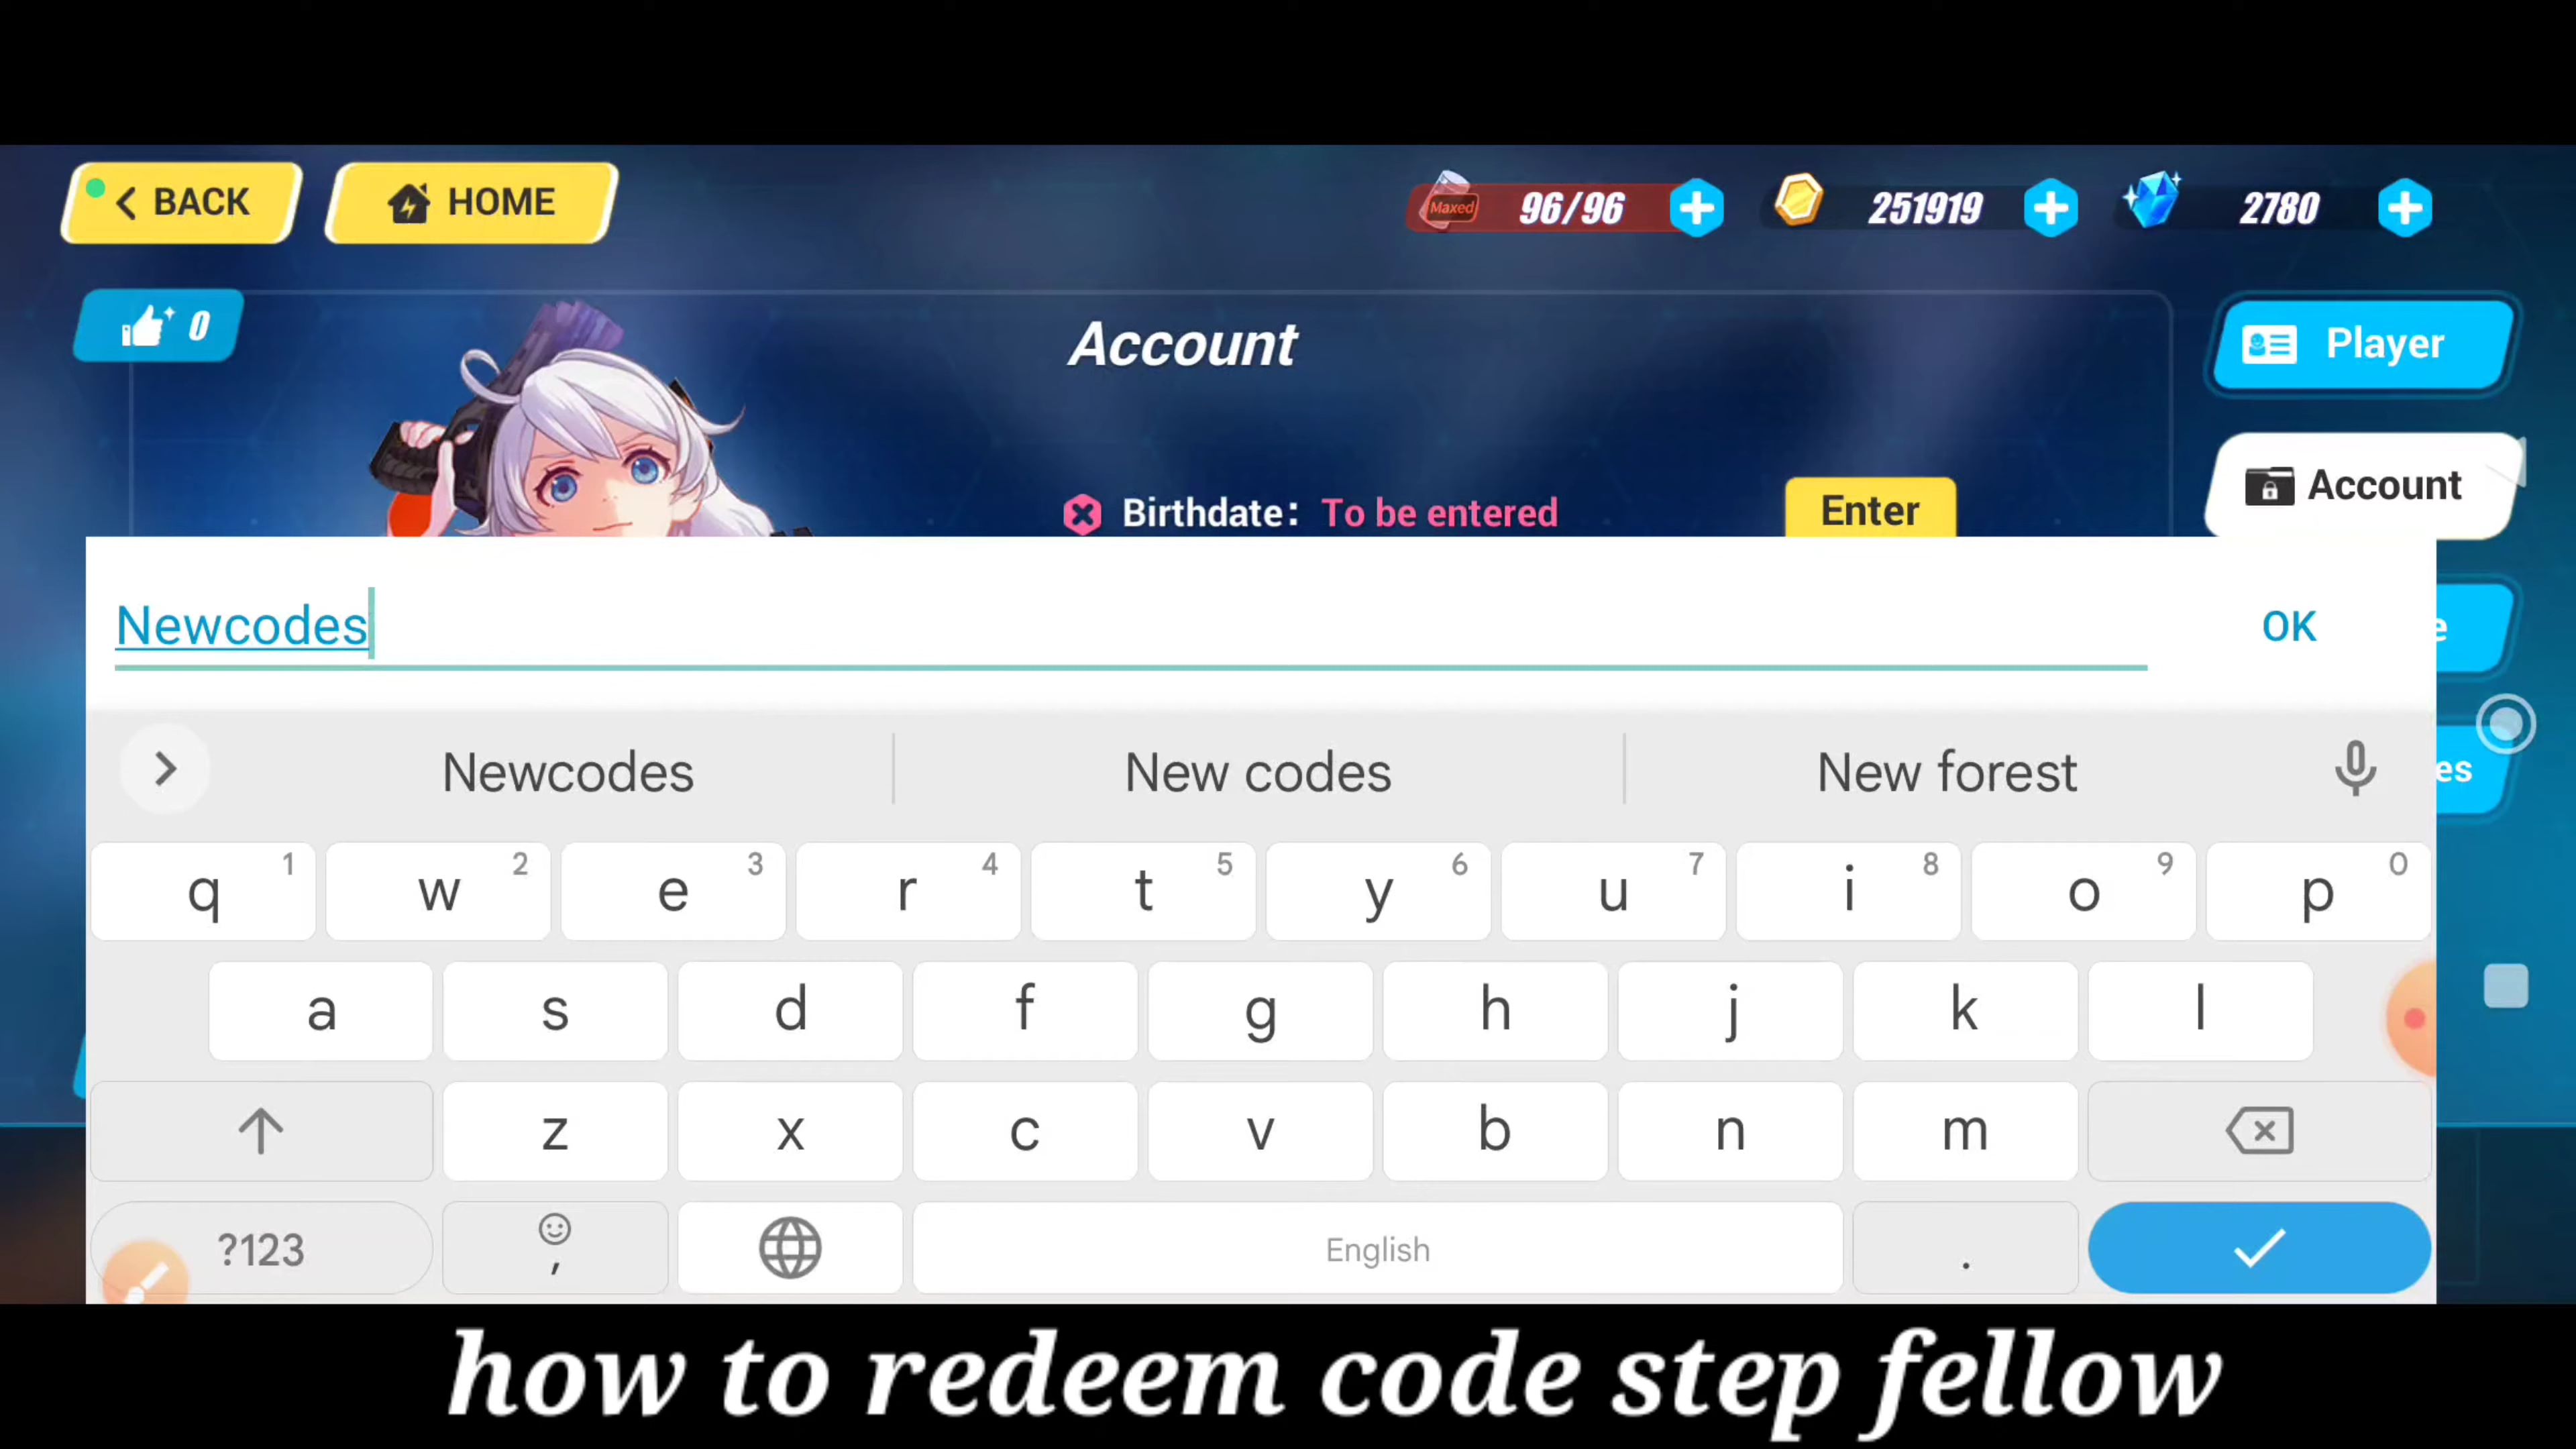 BACK
HOME
Maxed
96/96
251919
2780
0
Account
Player
Birthdate: To be entered
Enter
Account
Newcodes
OK
e
Newcodes
New codes
New forest
es
q 1 w 2 e 3 r 4 t 5 y 6 u 7 i 8 o 9 p 0
a s d f g h j k l
z x c v b n m
?123 , English .
how to redeem code step fellow